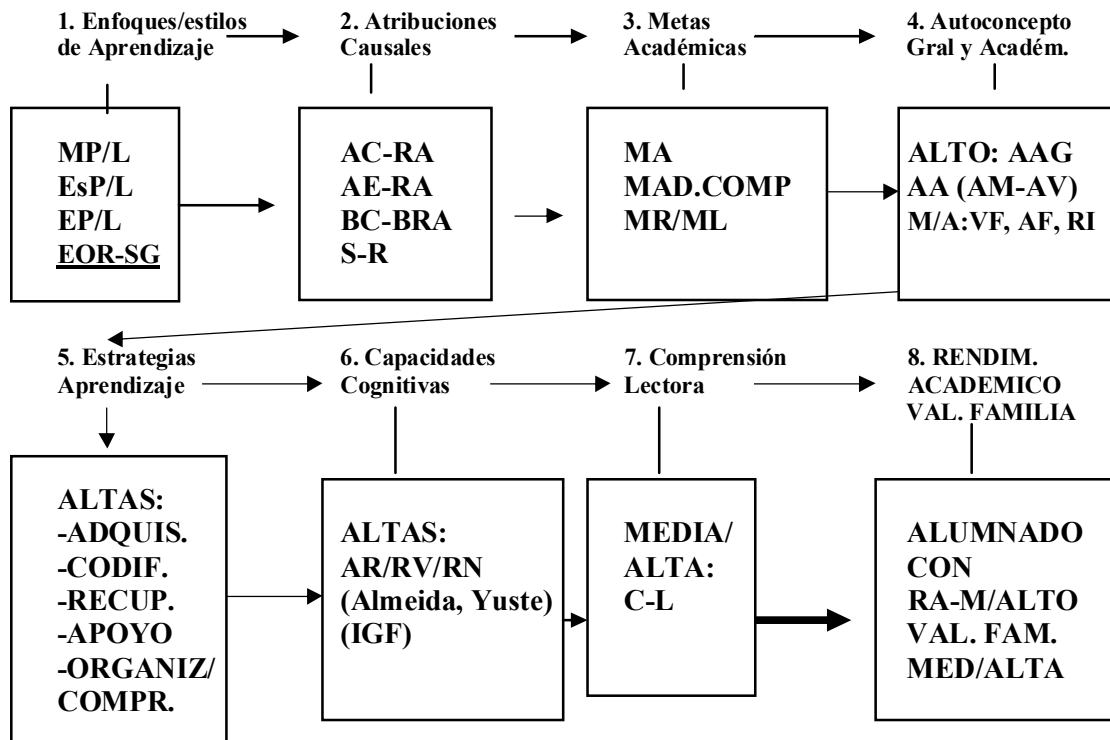 1. Enfoques/estilos
de Aprendizaje
2. Atribuciones
Causales
3. Metas
Académicas
4. Autoconcepto
Gral y Académ.
MP/L
EsP/L
EP/L
EOR-SG
AC-RA
AE-RA
BC-BRA
S-R
MA
MAD.COMP
MR/ML
ALTO: AAG
AA (AM-AV)
M/A:VF, AF, RI
5. Estrategias
Aprendizaje
6. Capacidades
Cognitivas
7. Comprensión
Lectora
8. RENDIM.
ACADEMICO
VAL. FAMILIA
ALTAS:
-ADQUIS.
-CODIF.
-RECUP.
-APOYO
-ORGANIZ/
COMPR.
ALTAS:
AR/RV/RN
(Almeida, Yuste)
(IGF)
MEDIA/
ALTA:
C-L
ALUMNADO
CON
RA-M/ALTO
VAL. FAM.
MED/ALTA